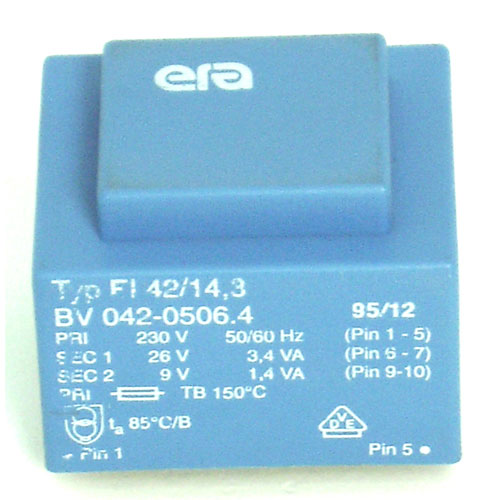 era
Typ EI 42/14,3
BV 042-0506.4 95/12
PRI 230 V 50/60 Hz (Pin 1 - 5)
SEC 1 26 V 3,4 VA (Pin 6 - 7)
SEC 2 9 V 1,4 VA (Pin 9-10)
PRI TB 150°C
ta 85°C/B VDE
Pin 1 Pin 5